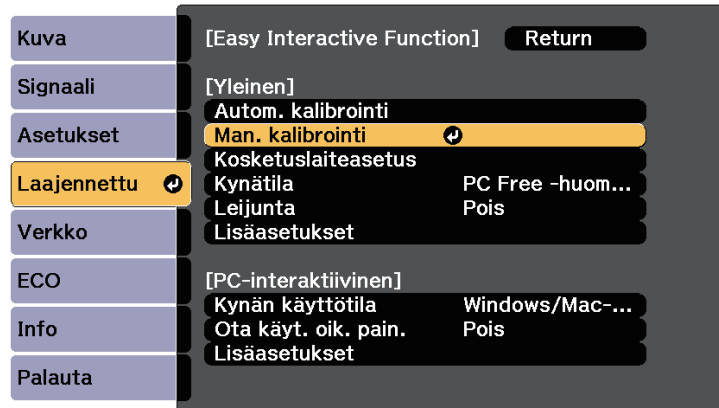 Kuva
Signaali
Asetukset
Laajennettu
Verkko
ECO
Info
Palauta
[Easy Interactive Function] Return
[Yleinen]
Autom. kalibrointi
Man. kalibrointi
Kosketuslaiteasetus
Kynätila PC Free -huom...
Leijunta Pois
Lisäasetukset
[PC-interaktiivinen]
Kynän käyttötila Windows/Mac-...
Ota käyt. oik. pain. Pois
Lisäasetukset